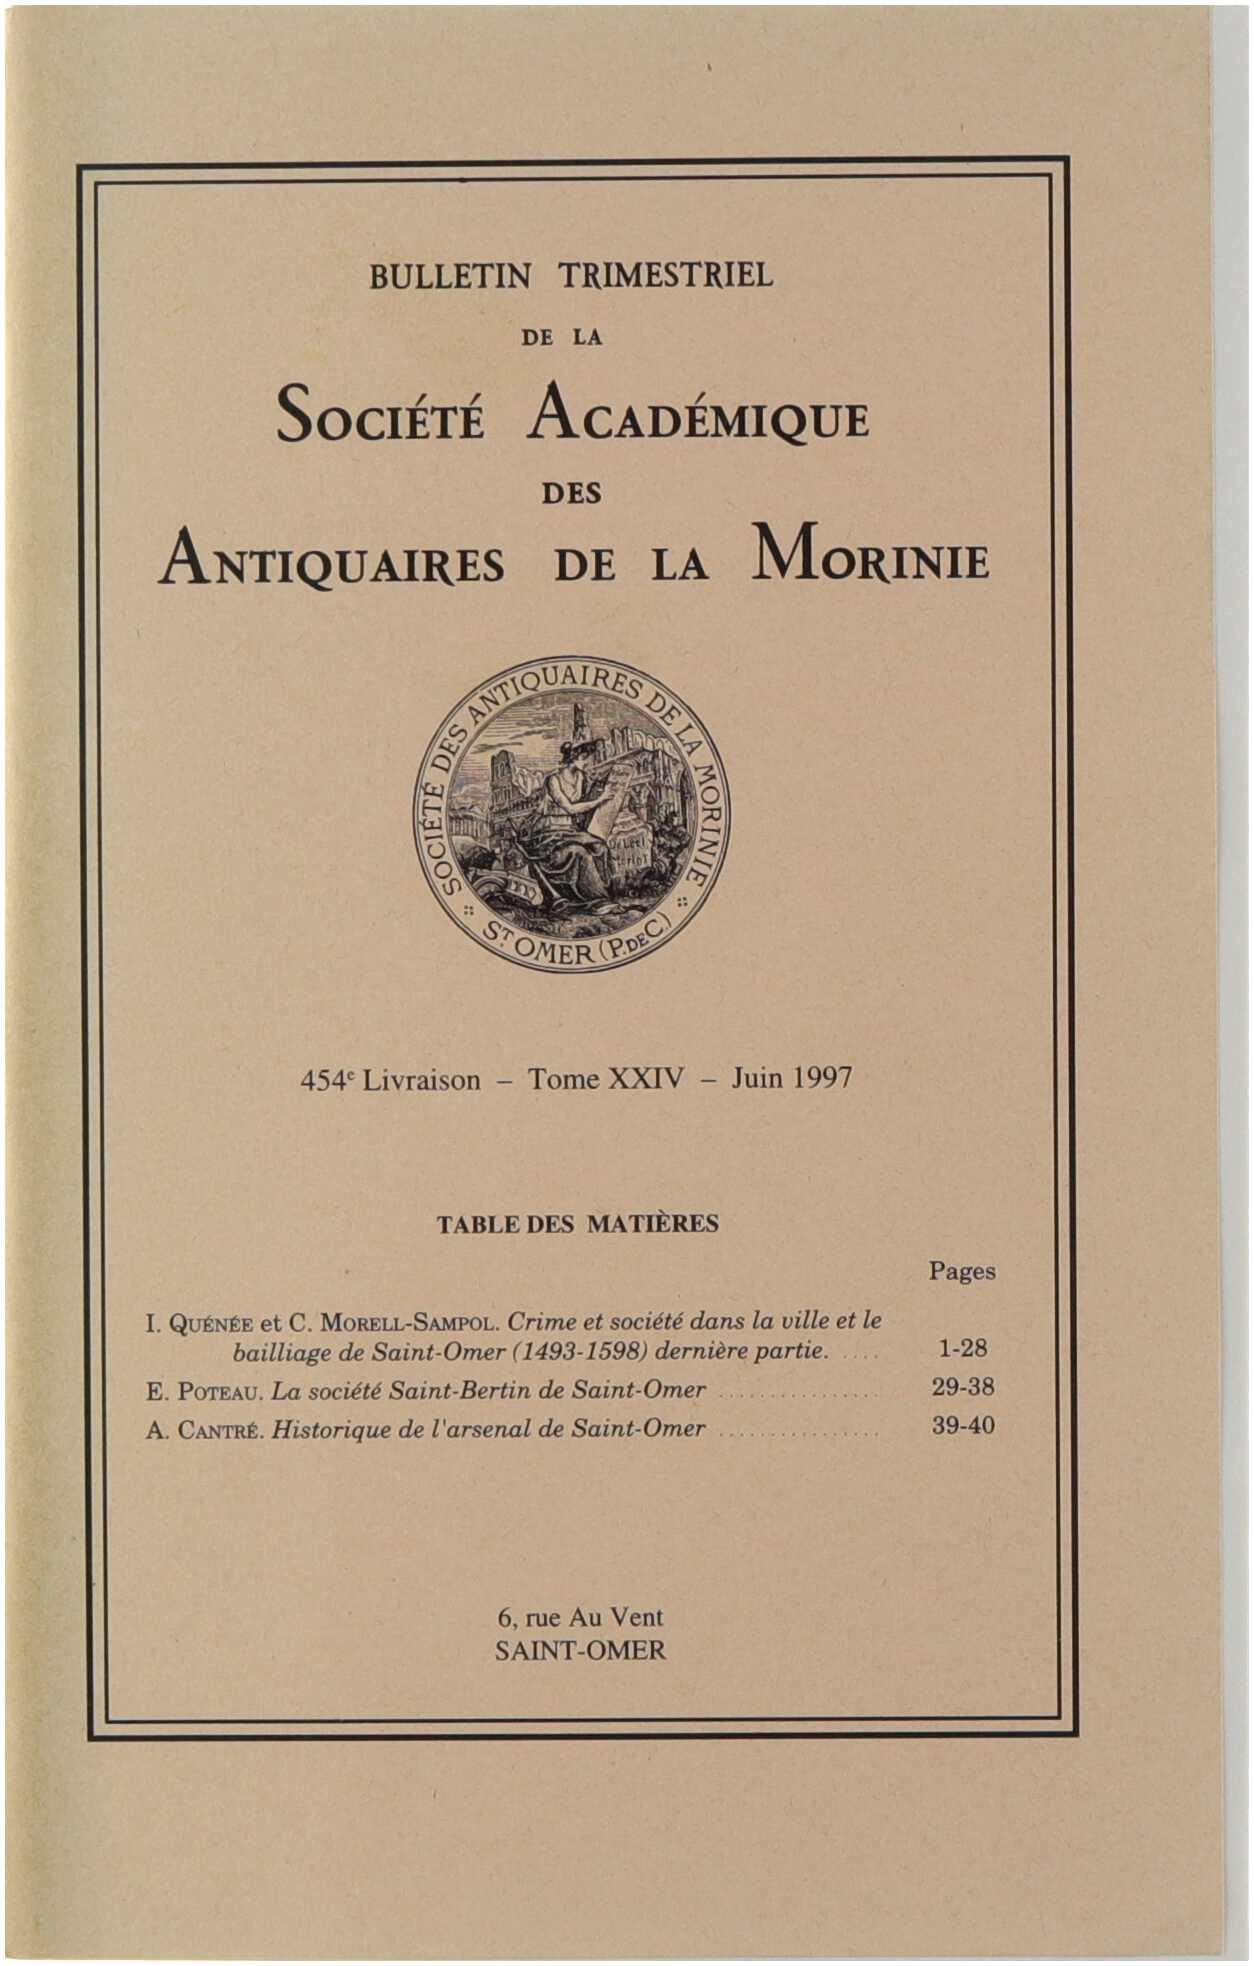 BULLETIN TRIMESTRIEL
DE LA
SOCIÉTÉ ACADÉMIQUE
DES
ANTIQUAIRES DE LA MORINIE
SOCIÉTÉ DES ANTIQUAIRES DE LA MORINIE
ST. OMER (P. DE C.)
454e Livraison – Tome XXIV – Juin 1997
TABLE DES MATIÈRES
Pages
I. QUÉNÉE et C. MORELL-SAMPOL. Crime et société dans la ville et le
bailliage de Saint-Omer (1493-1598) dernière partie. .... 1-28
E. POTEAU. La société Saint-Bertin de Saint-Omer ................ 29-38
A. CANTRÉ. Historique de l'arsenal de Saint-Omer ................ 39-40
6, rue Au Vent
SAINT-OMER